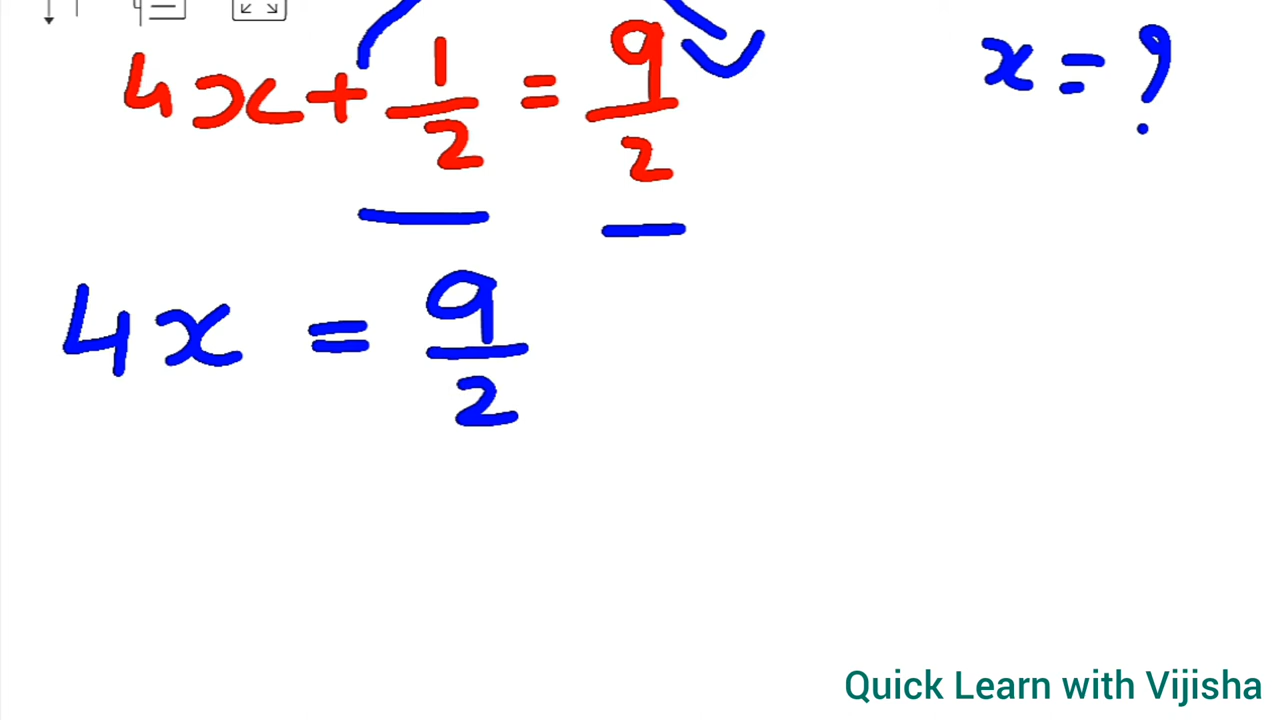 4x + 1/2 = 9/2
x = ?
4x = 9/2
Quick Learn with Vijisha